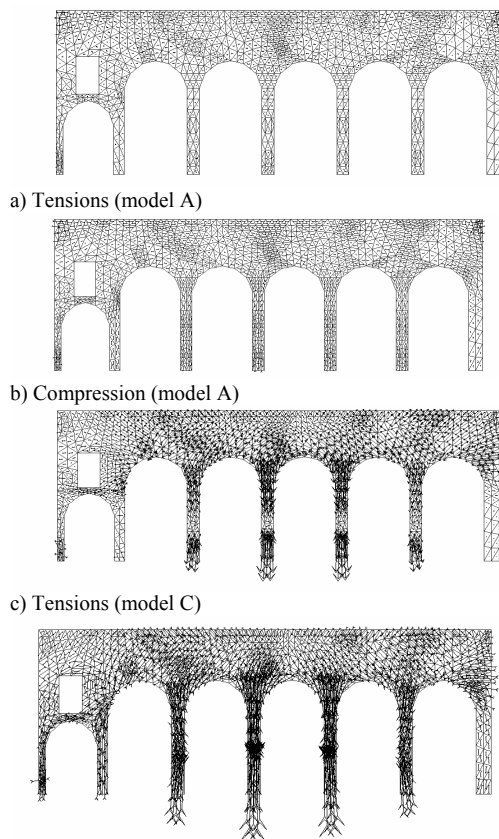 a) Tensions (model A)
b) Compression (model A)
c) Tensions (model C)